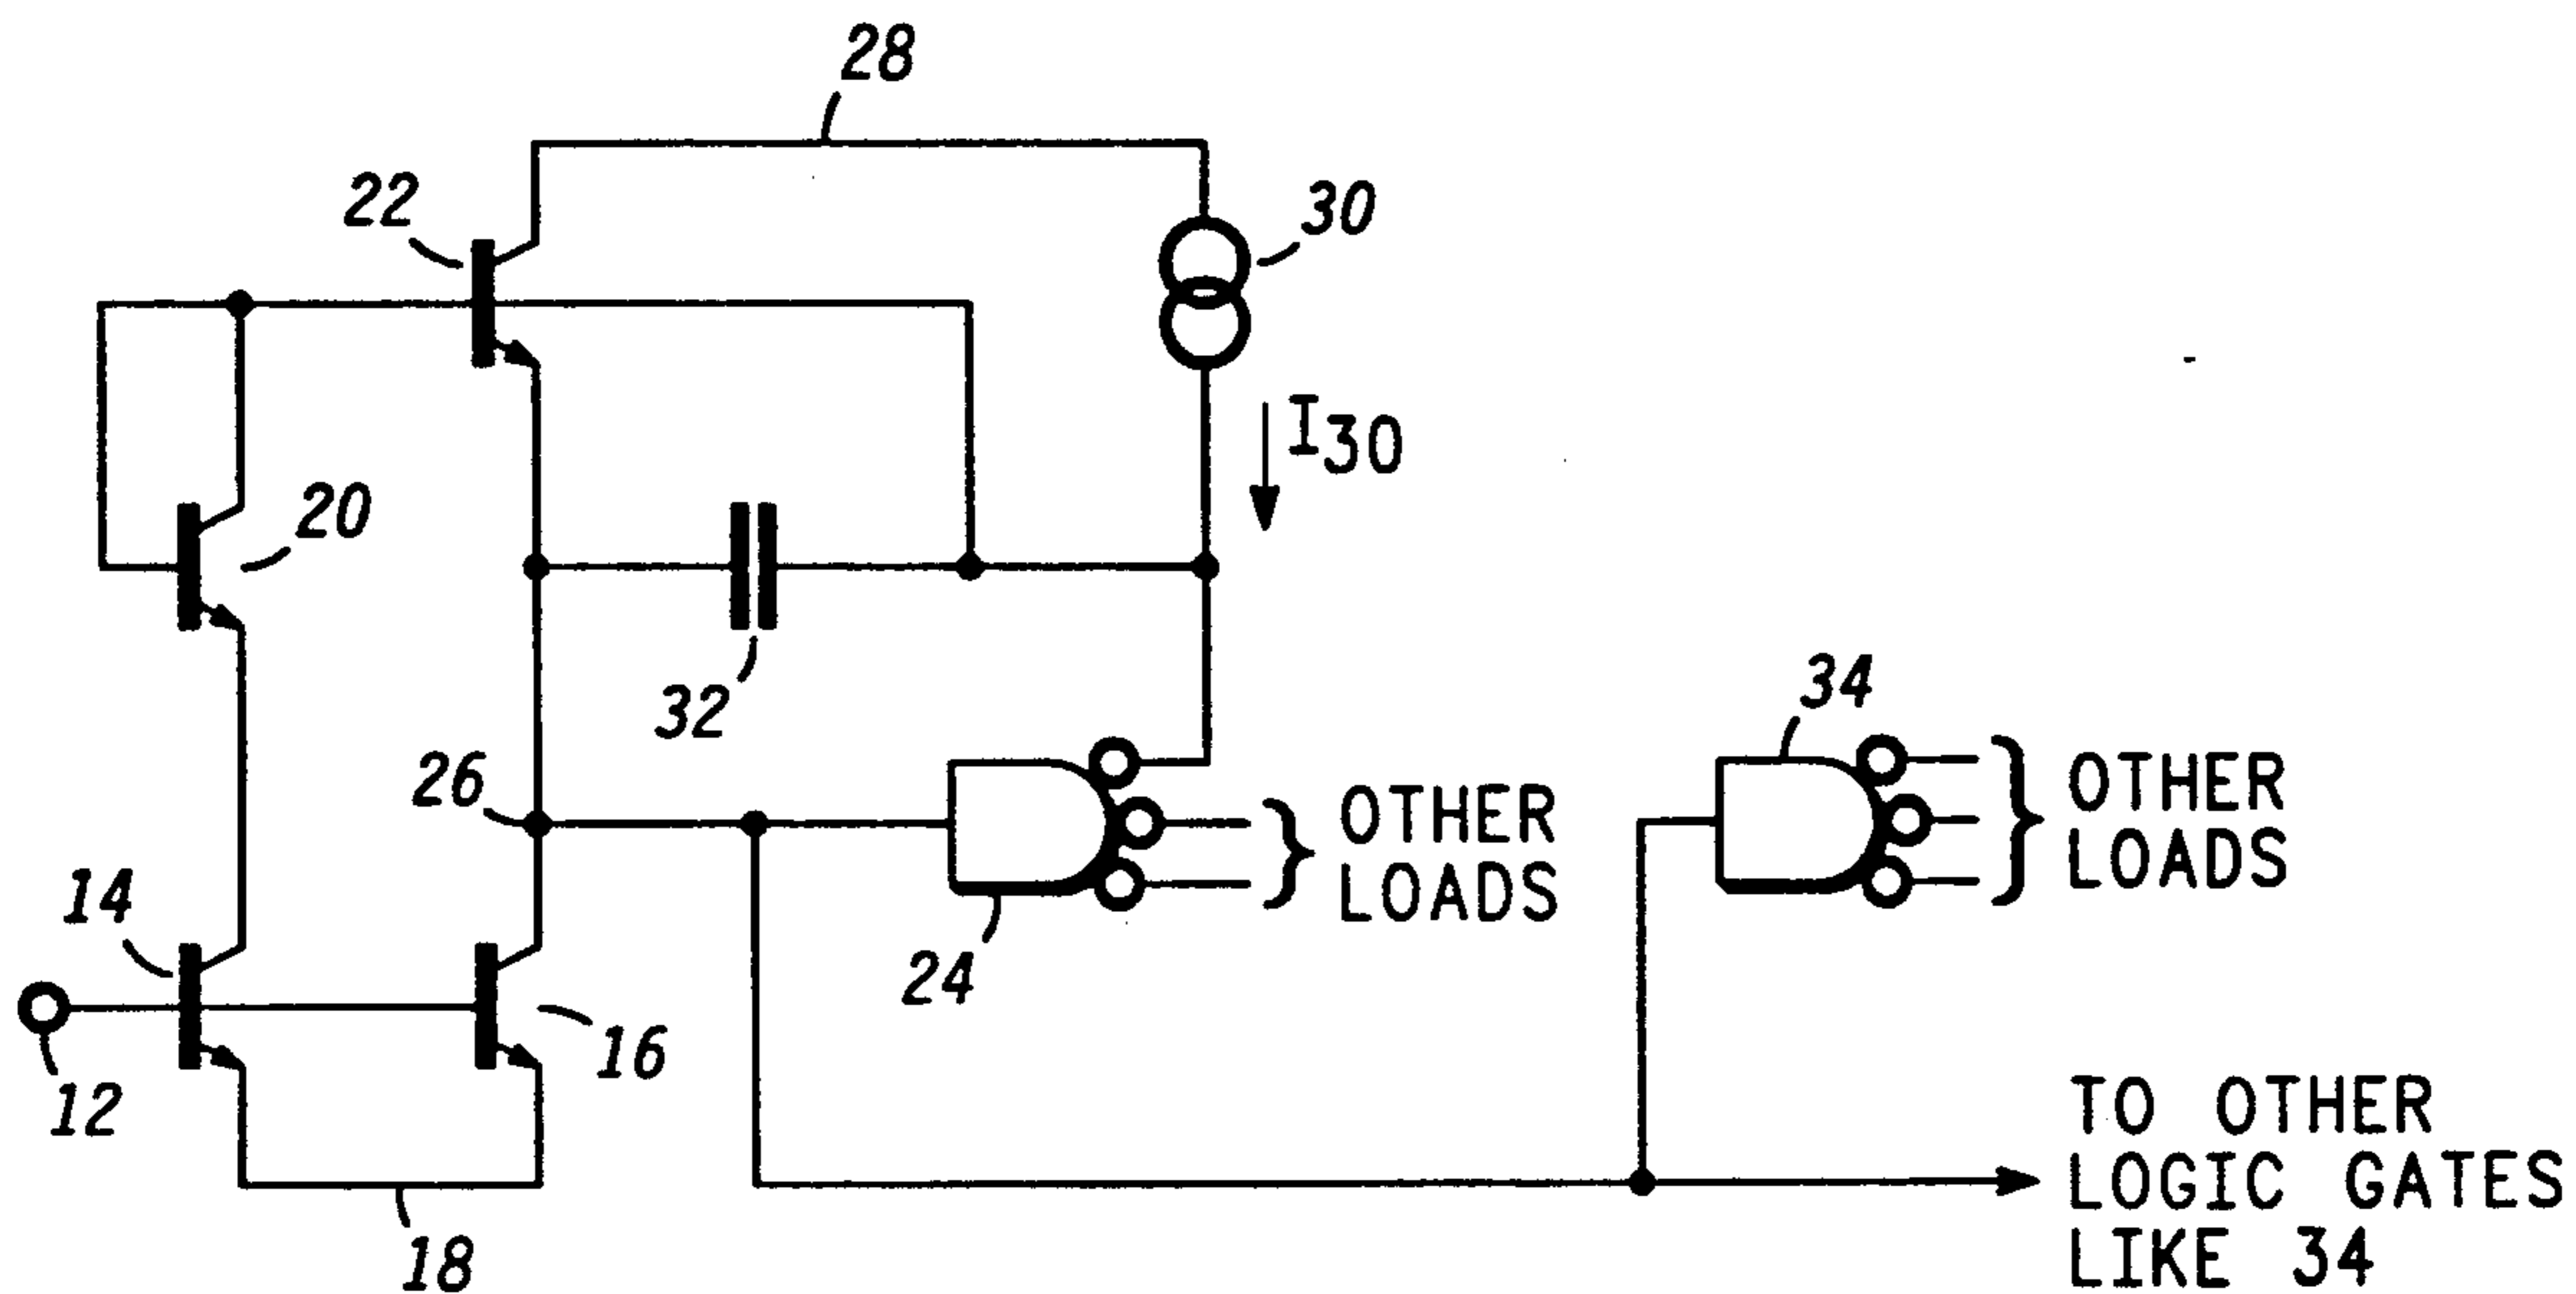 28
22
30
I30
20
32
34
26
OTHER
LOADS
OTHER
LOADS
14
24
16
12
TO OTHER
LOGIC GATES
LIKE 34
18